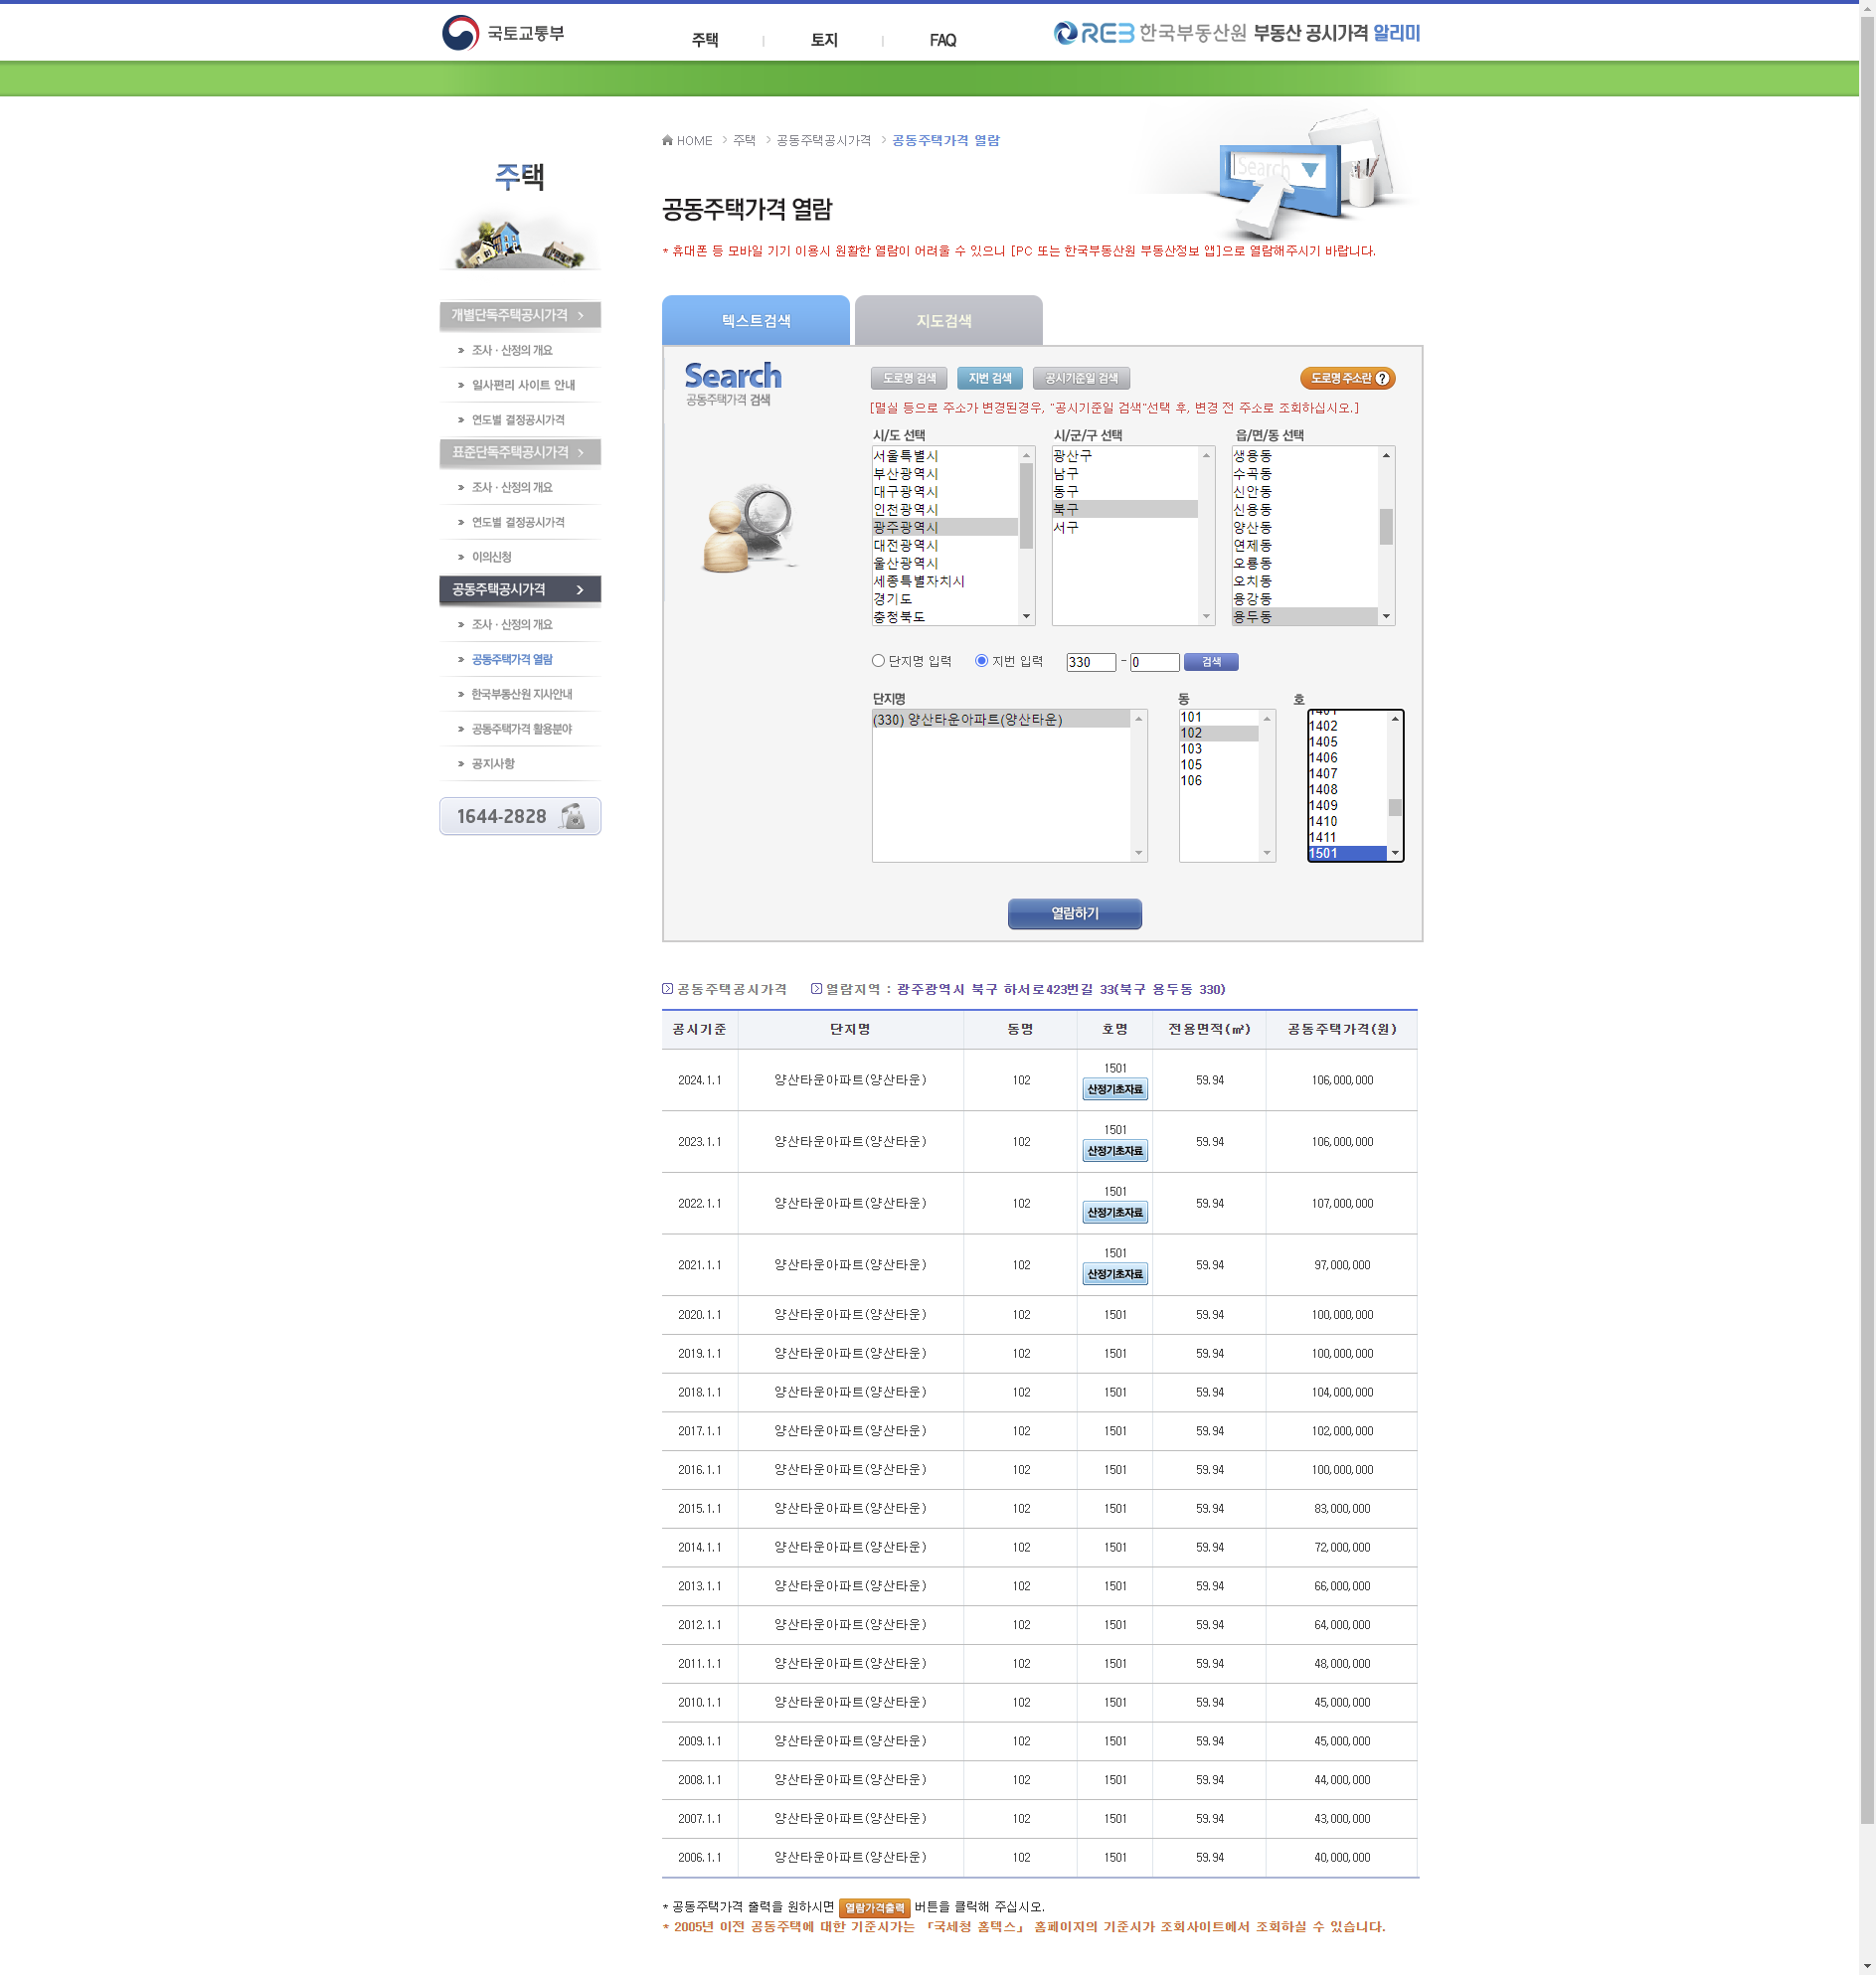 국토교통부
주택
토지
FAQ
REB 한국부동산원 부동산 공시가격 알리미
HOME 주택 공동주택공시가격 공동주택가격 열람
Search
주택
공동주택가격 열람
* 휴대폰 등 모바일 기기 이용시 원활한 열람이 어려울 수 있으니 [PC 또는 한국부동산원 부동산정보 앱]으로 열람해주시기 바랍니다.
개별단독주택공시가격
조사 · 산정의 개요
일사편리 사이트 안내
연도별 결정공시가격
표준단독주택공시가격
조사 · 산정의 개요
연도별 결정공시가격
이의신청
공동주택공시가격
조사 · 산정의 개요
공동주택가격 열람
한국부동산원 지사안내
공동주택가격 활용분야
공지사항
1644-2828
텍스트검색
지도검색
Search
공동주택가격 검색
도로명 검색 지번 검색 공시기준일 검색 도로명 주소란 ?
[멸실 등으로 주소가 변경된경우, "공시기준일 검색"선택 후, 변경 전 주소로 조회하십시오.]
시/도 선택
서울특별시
부산광역시
대구광역시
인천광역시
광주광역시
대전광역시
울산광역시
세종특별자치시
경기도
충청북도
시/군/구 선택
광산구
남구
동구
북구
서구
읍/면/동 선택
생용동
수곡동
신안동
신용동
양산동
연제동
오룡동
오치동
용강동
용두동
단지명 입력 지번 입력 330 - 0 검색
단지명
(330) 양산타운아파트(양산타운)
동
101
102
103
105
106
호
1401
1402
1405
1406
1407
1408
1409
1410
1411
1501
열람하기
공동주택공시가격 열람지역 : 광주광역시 북구 하서로423번길 33(북구 용두동 330)
공시기준 단지명 동명 호명 전용면적(㎡) 공동주택가격(원)
2024.1.1 양산타운아파트(양산타운) 102 1501 산정기초자료 59.94 106,000,000
2023.1.1 양산타운아파트(양산타운) 102 1501 산정기초자료 59.94 106,000,000
2022.1.1 양산타운아파트(양산타운) 102 1501 산정기초자료 59.94 107,000,000
2021.1.1 양산타운아파트(양산타운) 102 1501 산정기초자료 59.94 97,000,000
2020.1.1 양산타운아파트(양산타운) 102 1501 59.94 100,000,000
2019.1.1 양산타운아파트(양산타운) 102 1501 59.94 100,000,000
2018.1.1 양산타운아파트(양산타운) 102 1501 59.94 104,000,000
2017.1.1 양산타운아파트(양산타운) 102 1501 59.94 102,000,000
2016.1.1 양산타운아파트(양산타운) 102 1501 59.94 100,000,000
2015.1.1 양산타운아파트(양산타운) 102 1501 59.94 83,000,000
2014.1.1 양산타운아파트(양산타운) 102 1501 59.94 72,000,000
2013.1.1 양산타운아파트(양산타운) 102 1501 59.94 66,000,000
2012.1.1 양산타운아파트(양산타운) 102 1501 59.94 64,000,000
2011.1.1 양산타운아파트(양산타운) 102 1501 59.94 48,000,000
2010.1.1 양산타운아파트(양산타운) 102 1501 59.94 45,000,000
2009.1.1 양산타운아파트(양산타운) 102 1501 59.94 45,000,000
2008.1.1 양산타운아파트(양산타운) 102 1501 59.94 44,000,000
2007.1.1 양산타운아파트(양산타운) 102 1501 59.94 43,000,000
2006.1.1 양산타운아파트(양산타운) 102 1501 59.94 40,000,000
* 공동주택가격 출력을 원하시면 열람가격출력 버튼을 클릭해 주십시오.
* 2005년 이전 공동주택에 대한 기준시가는 「국세청 홈텍스」 홈페이지의 기준시가 조회사이트에서 조회하실 수 있습니다.